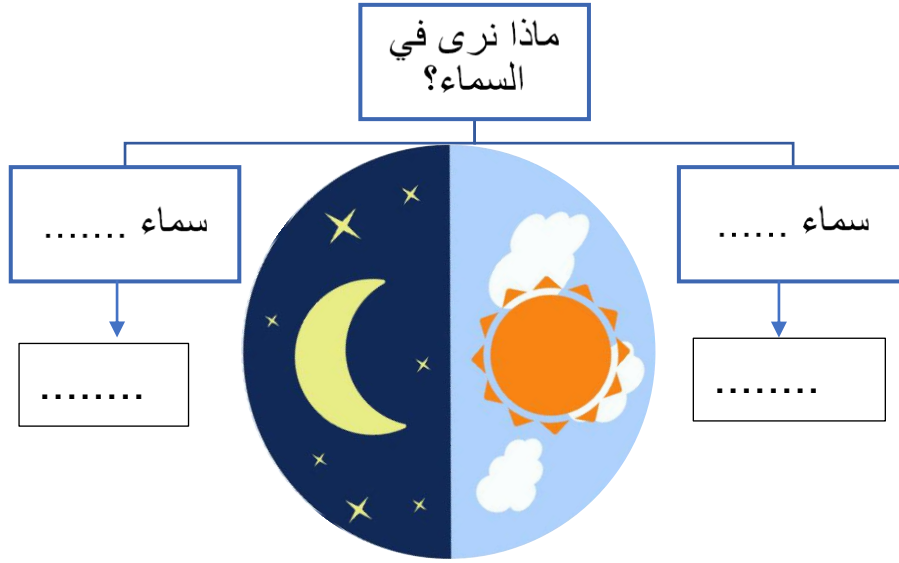 ماذا نرى في
السماء؟
سماء ......
سماء .......
........
........